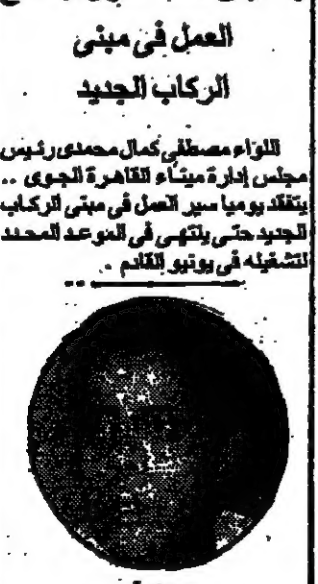 العمل فى مبنى
الركاب الجديد
اللواء مصطفى كمال محمدى رئيس
مجلس إدارة ميناء القاهرة الجوى ..
يتفقد يوميا سير العمل فى مبنى الركاب
الجديد حتى ينتهى فى الموعد المحدد
لتشغيله فى يونيو القادم .